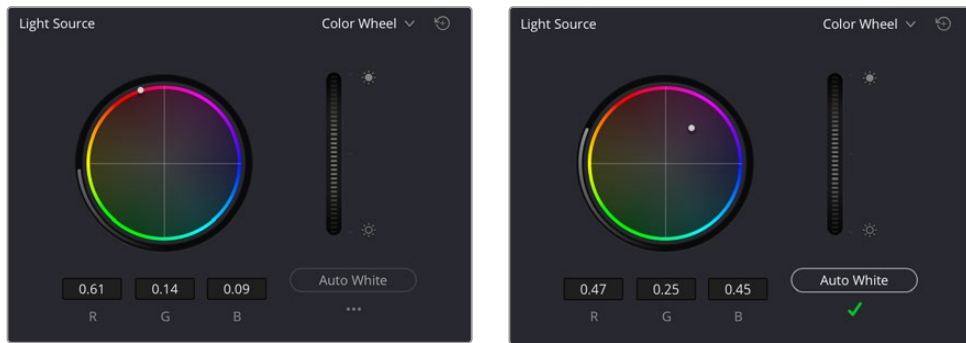 Light Source Color Wheel
0.61 0.14 0.09 Auto White
R G B
Light Source Color Wheel
0.47 0.25 0.45 Auto White
R G B